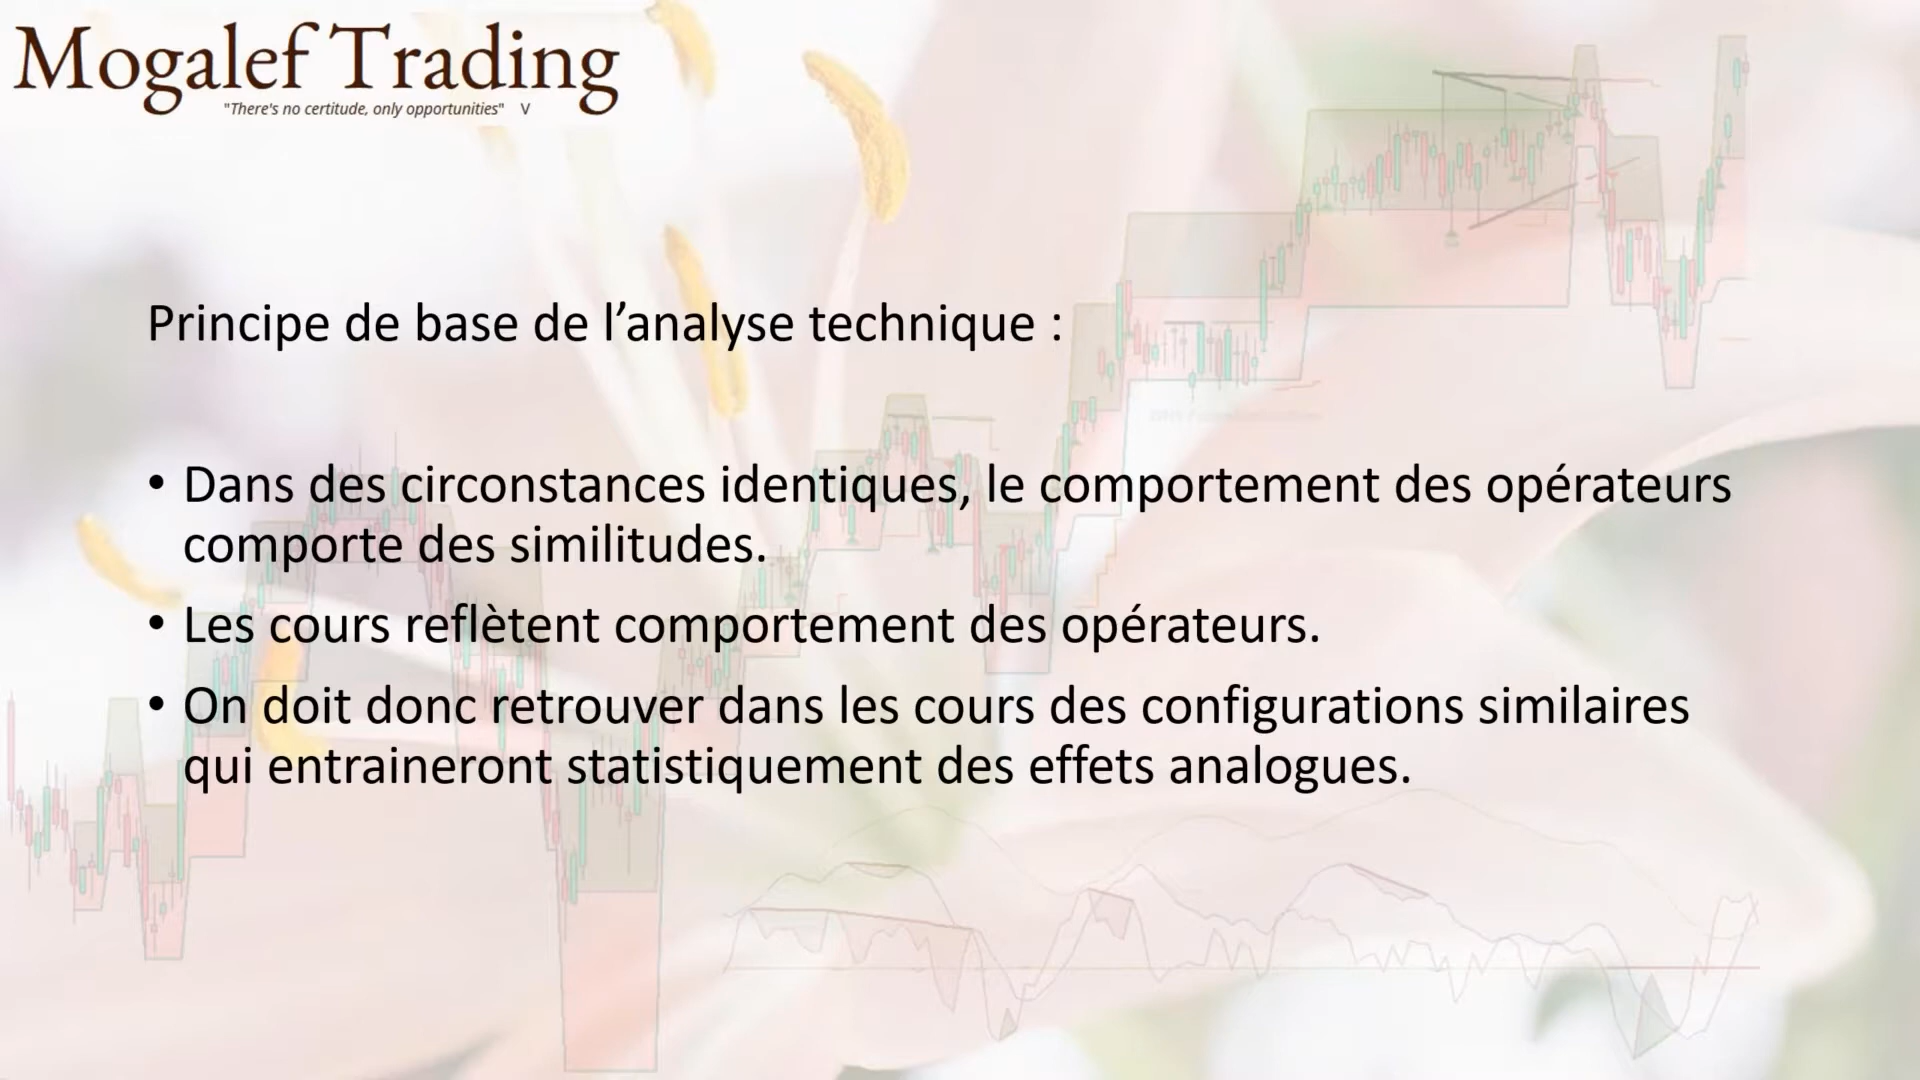 Mogalef Trading
"There's no certitude, only opportunities" V
Principe de base de l’analyse technique :
• Dans des circonstances identiques, le comportement des opérateurs
comporte des similitudes.
• Les cours reflètent comportement des opérateurs.
• On doit donc retrouver dans les cours des configurations similaires
qui entraineront statistiquement des effets analogues.